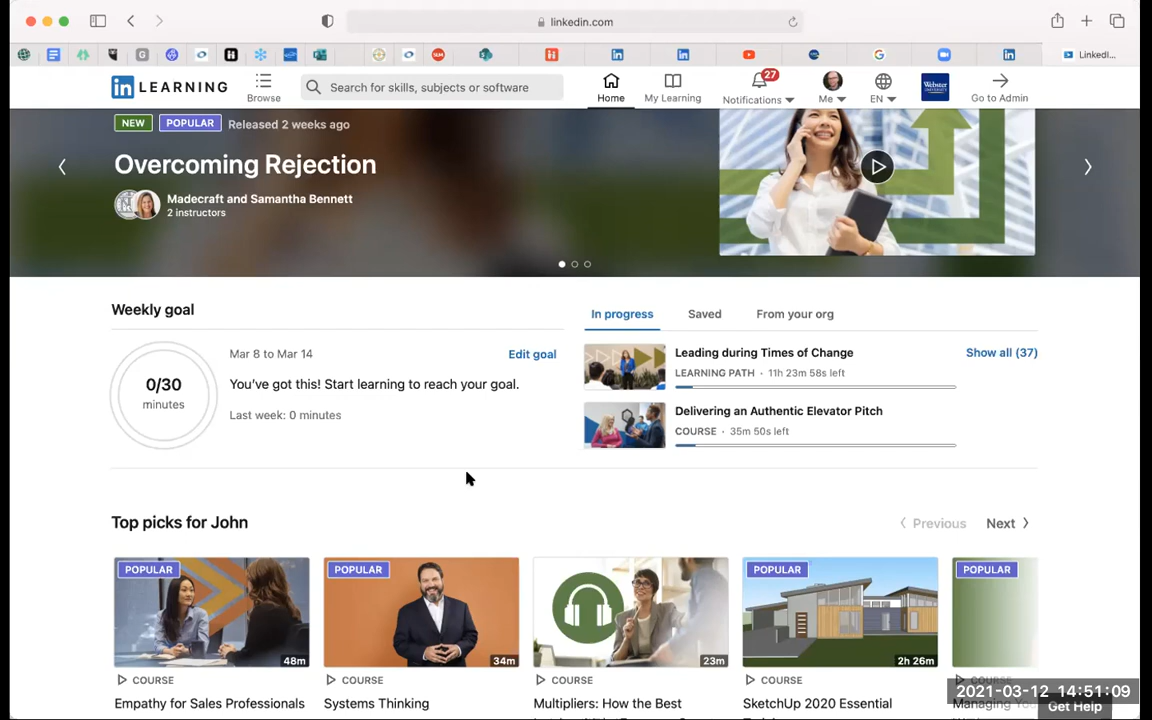 linkedin.com
LinkedI...
in LEARNING
Browse
Search for skills, subjects or software
Home
My Learning
27
Notifications
Me
EN
Webster
UNIVERSITY
Go to Admin
NEW
POPULAR
Released 2 weeks ago
Overcoming Rejection
Madecraft and Samantha Bennett
2 instructors
Weekly goal
0/30
minutes
Mar 8 to Mar 14
Edit goal
You've got this! Start learning to reach your goal.
Last week: 0 minutes
In progress
Saved
From your org
Leading during Times of Change
Show all (37)
LEARNING PATH · 11h 23m 58s left
Delivering an Authentic Elevator Pitch
COURSE · 35m 50s left
Top picks for John
Previous
Next
POPULAR
48m
COURSE
Empathy for Sales Professionals
POPULAR
34m
COURSE
Systems Thinking
23m
COURSE
Multipliers: How the Best
POPULAR
2h 26m
COURSE
SketchUp 2020 Essential
POPULAR
2021-03-12 14:51:09
Get Help